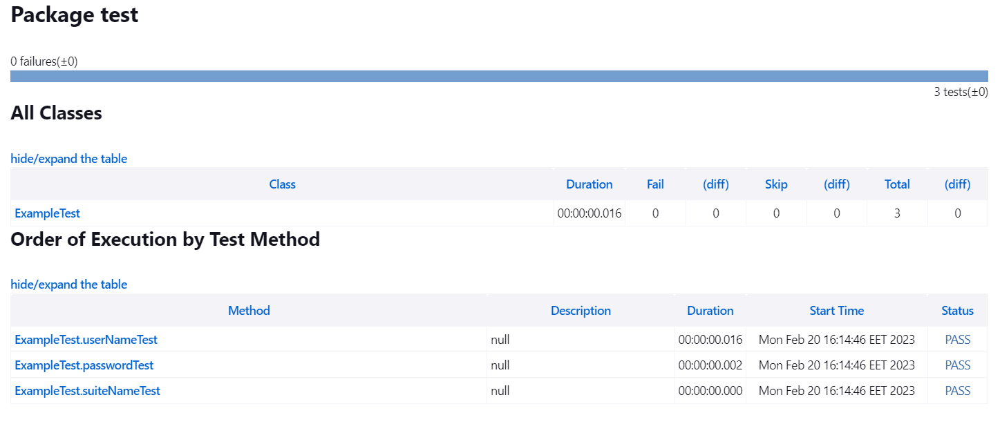 Package test
0 failures(±0)
3 tests(±0)
All Classes
hide/expand the table
Class Duration Fail (diff) Skip (diff) Total (diff)
ExampleTest 00:00:00.016 0 0 0 0 3 0
Order of Execution by Test Method
hide/expand the table
Method Description Duration Start Time Status
ExampleTest.userNameTest null 00:00:00.016 Mon Feb 20 16:14:46 EET 2023 PASS
ExampleTest.passwordTest null 00:00:00.002 Mon Feb 20 16:14:46 EET 2023 PASS
ExampleTest.suiteNameTest null 00:00:00.000 Mon Feb 20 16:14:46 EET 2023 PASS